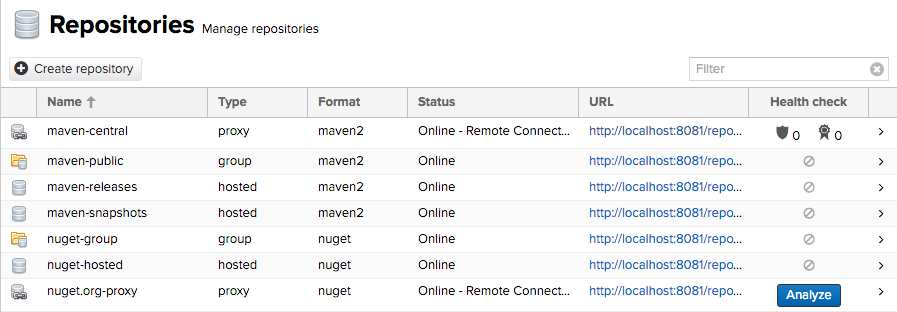 Repositories Manage repositories
Create repository Filter
Name Type Format Status URL Health check
maven-central proxy maven2 Online - Remote Connect... http://localhost:8081/repo... 0 0
maven-public group maven2 Online http://localhost:8081/repo...
maven-releases hosted maven2 Online http://localhost:8081/repo...
maven-snapshots hosted maven2 Online http://localhost:8081/repo...
nuget-group group nuget Online http://localhost:8081/repo...
nuget-hosted hosted nuget Online http://localhost:8081/repo...
nuget.org-proxy proxy nuget Online - Remote Connect... http://localhost:8081/repo... Analyze